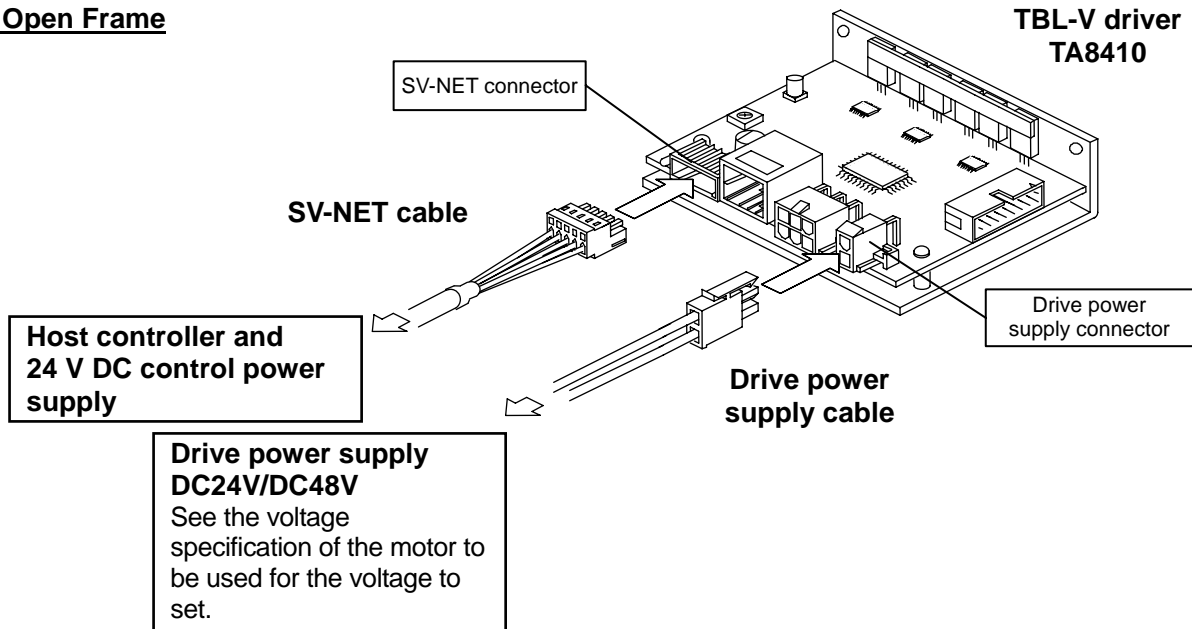 Open Frame
TBL-V driver
TA8410
SV-NET connector
SV-NET cable
Host controller and
24 V DC control power
supply
Drive power
supply connector
Drive power
supply cable
Drive power supply
DC24V/DC48V
See the voltage
specification of the motor to
be used for the voltage to
set.